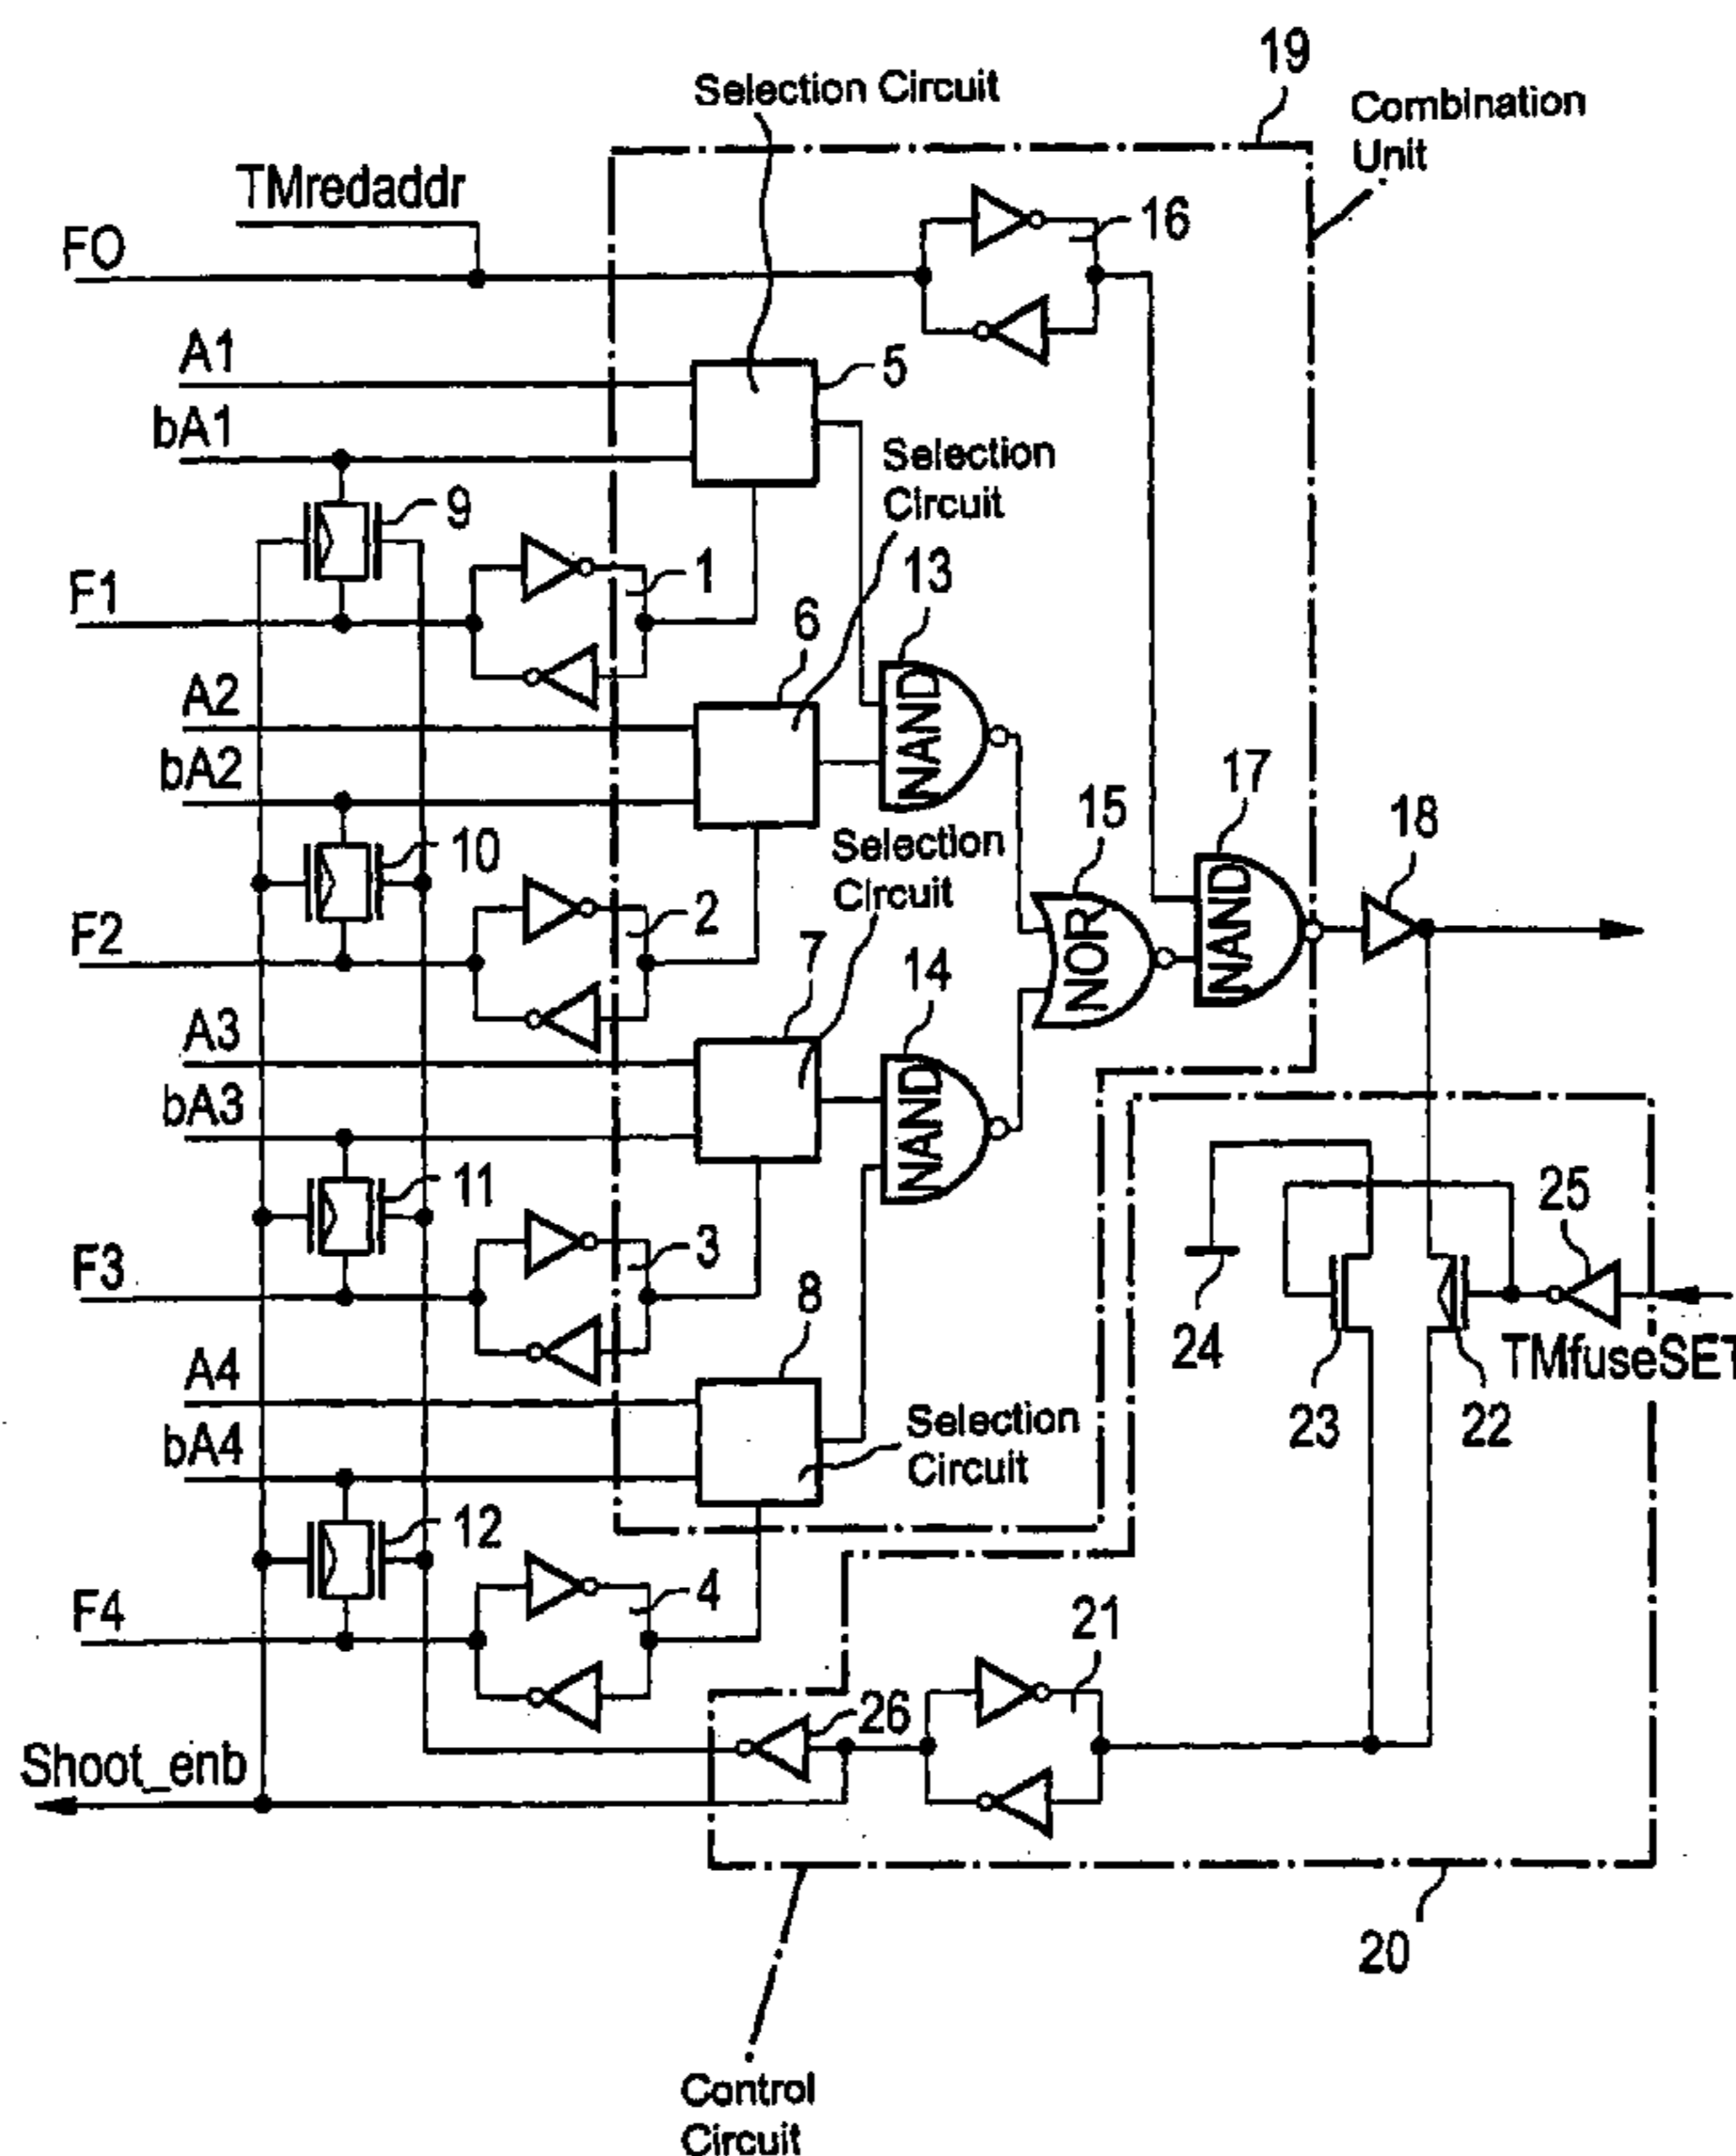 19
Selection Circuit
Combination
Unit
TMredaddr
FO
16
A1
5
bA1
Selection
Circuit
9
13
F1
1
6
NAND
A2
bA2
17
15
18
10
Selection
Circuit
NAND
F2
2
7
14
NOR
A3
NAND
bA3
25
11
F3
3
8
24
TMfuseSET
A4
23
22
Selection
Circuit
bA4
12
F4
4
21
26
Shoot_enb
20
Control
Circuit